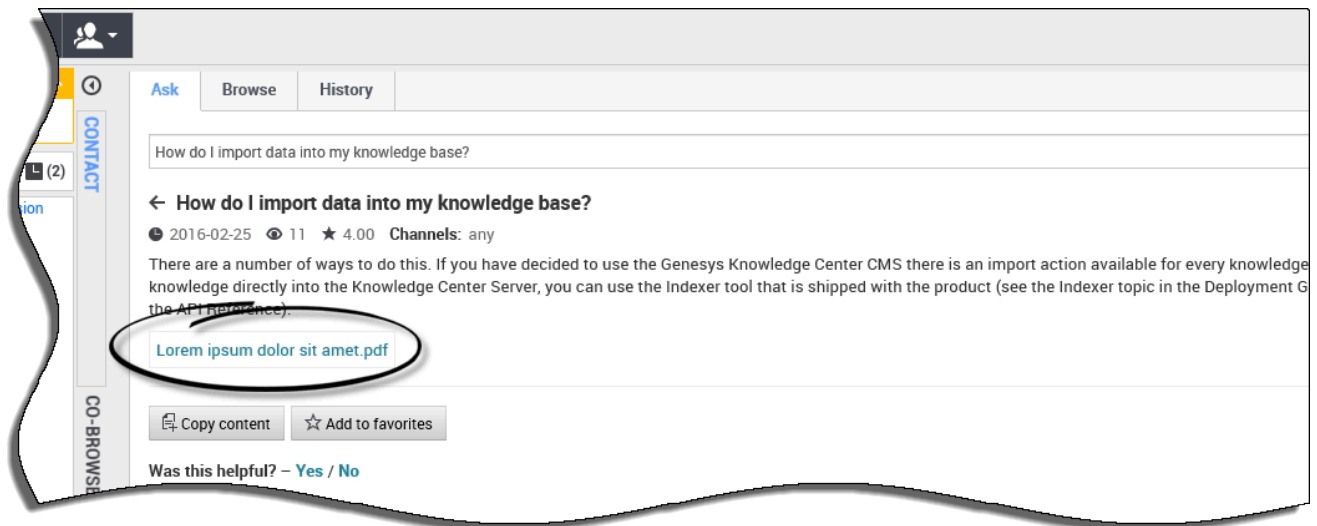 Ask Browse History
(2)
CONTACT
How do I import data into my knowledge base?
← How do I import data into my knowledge base?
2016-02-25 11 ★ 4.00 Channels: any
There are a number of ways to do this. If you have decided to use the Genesys Knowledge Center CMS there is an import action available for every knowledge
knowledge directly into the Knowledge Center Server, you can use the Indexer tool that is shipped with the product (see the Indexer topic in the Deployment G
the API Reference).
Lorem ipsum dolor sit amet.pdf
CO-BROWSE
Copy content Add to favorites
Was this helpful? – Yes / No